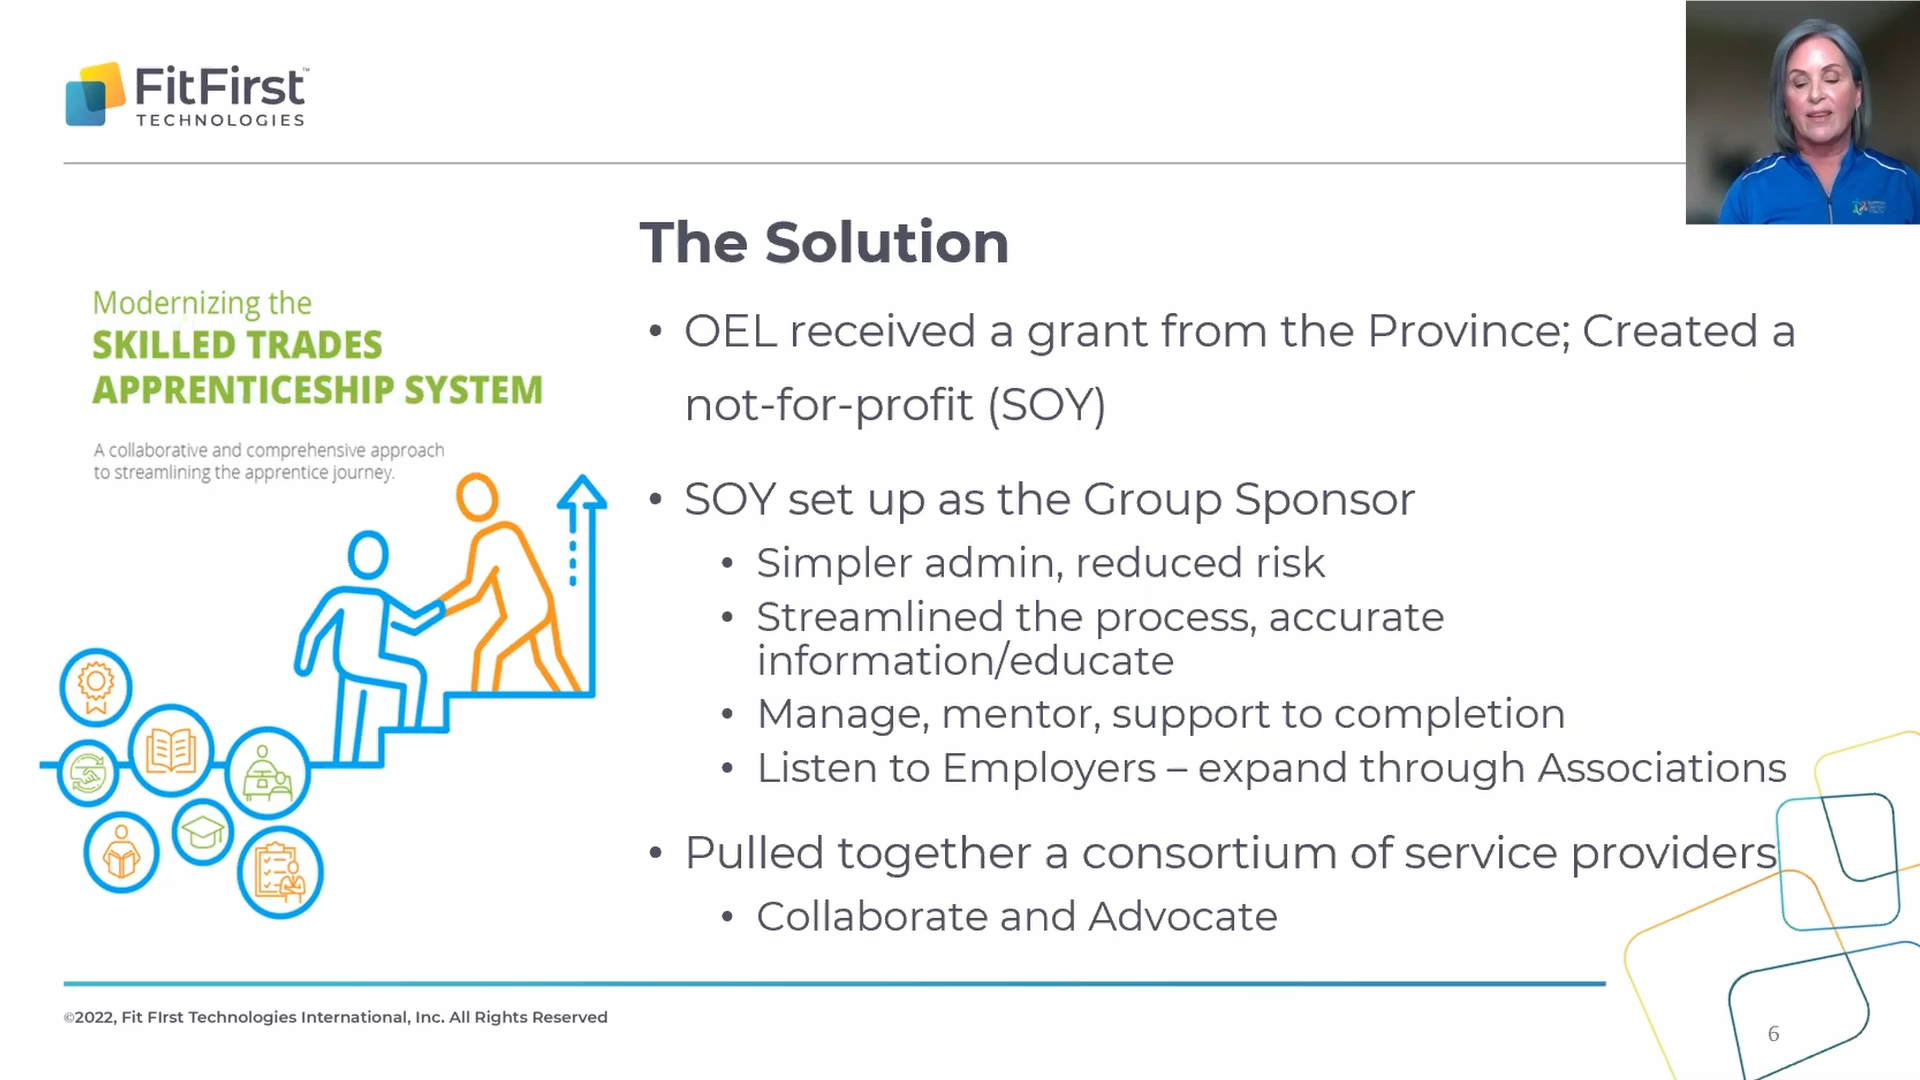 FitFirst™
TECHNOLOGIES
The Solution
Modernizing the
SKILLED TRADES
APPRENTICESHIP SYSTEM
A collaborative and comprehensive approach
to streamlining the apprentice journey.
• OEL received a grant from the Province; Created a
not-for-profit (SOY)
• SOY set up as the Group Sponsor
• Simpler admin, reduced risk
• Streamlined the process, accurate
information/educate
• Manage, mentor, support to completion
• Listen to Employers – expand through Associations
• Pulled together a consortium of service providers
• Collaborate and Advocate
©2022, Fit FIrst Technologies International, Inc. All Rights Reserved
6